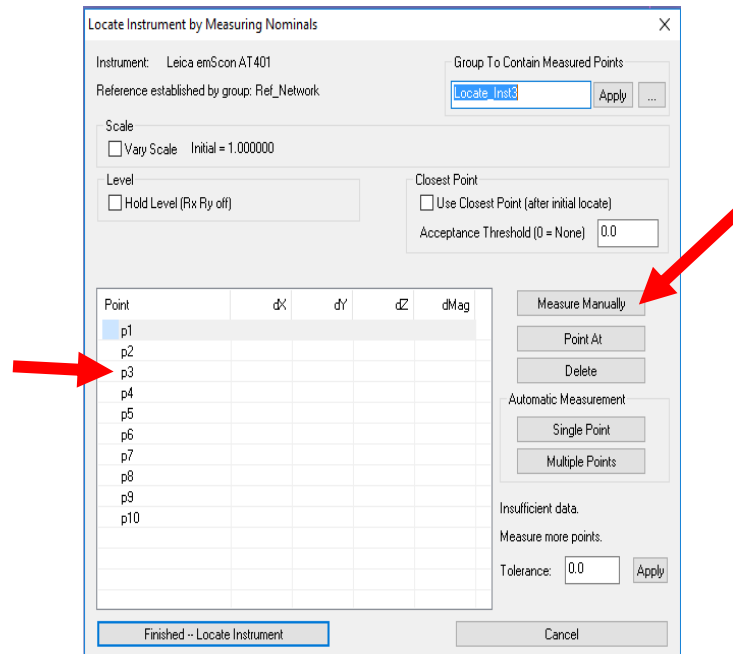 Locate Instrument by Measuring Nominals
Instrument: Leica emScon AT401
Reference established by group: Ref_Network
Group To Contain Measured Points
Locate_Inst3
Apply
...
Scale
Vary Scale Initial = 1.000000
Level
Hold Level (Rx Ry off)
Closest Point
Use Closest Point (after initial locate)
Acceptance Threshold (0 = None) 0.0
Point dX dY dZ dMag
p1
p2
p3
p4
p5
p6
p7
p8
p9
p10
Measure Manually
Point At
Delete
Automatic Measurement
Single Point
Multiple Points
Insufficient data.
Measure more points.
Tolerance: 0.0 Apply
Finished -- Locate Instrument
Cancel